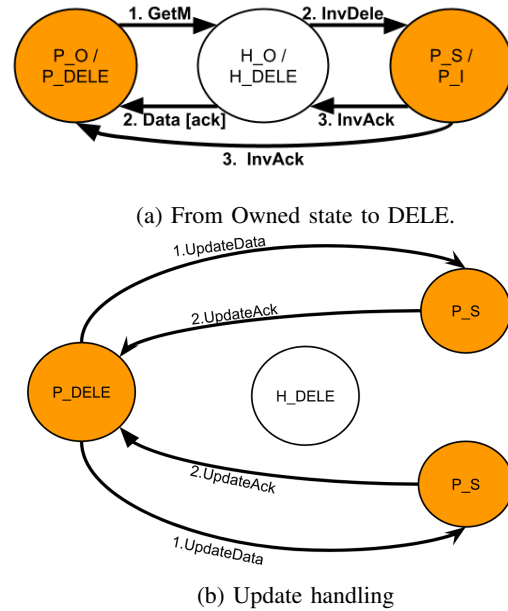 1. GetM
2. InvDele
P_O /
P_DELE
H_O /
H_DELE
P_S /
P_I
2. Data [ack]
3. InvAck
3. InvAck
(a) From Owned state to DELE.
1.UpdateData
2.UpdateAck
P_S
P_DELE
H_DELE
2.UpdateAck
P_S
1.UpdateData
(b) Update handling